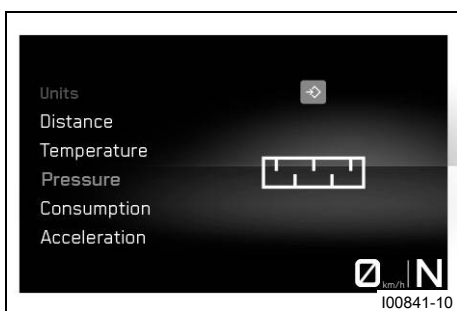 Units
Distance
Temperature
Pressure
Consumption
Acceleration
0 km/h N
I00841-10